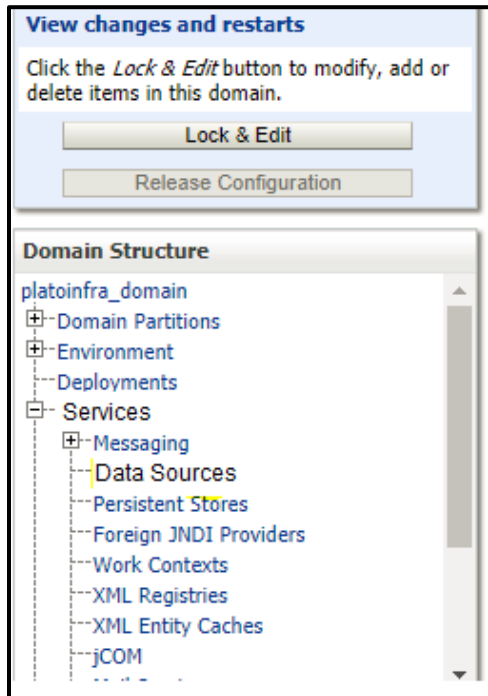 View changes and restarts
Click the Lock & Edit button to modify, add or
delete items in this domain.
Lock & Edit
Release Configuration
Domain Structure
platoinfra_domain
Domain Partitions
Environment
Deployments
Services
Messaging
Data Sources
Persistent Stores
Foreign JNDI Providers
Work Contexts
XML Registries
XML Entity Caches
jCOM